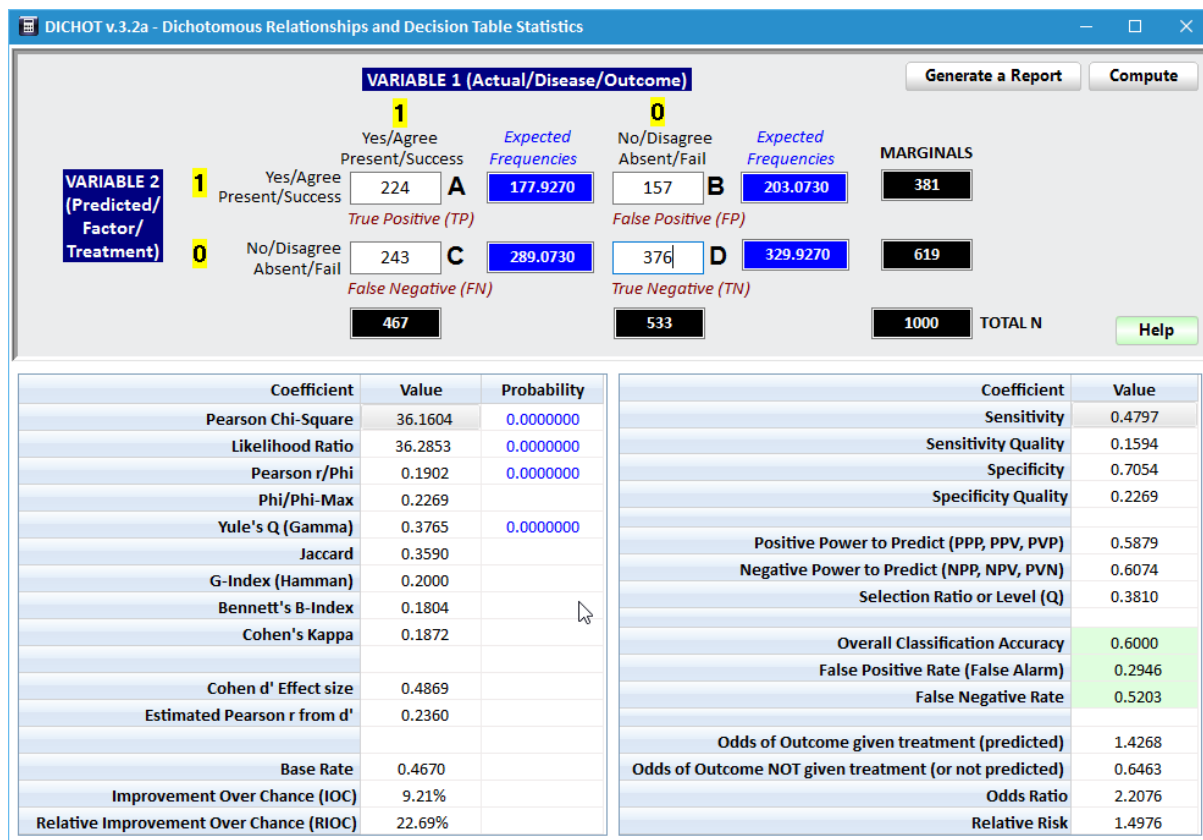 DICHOT v.3.2a - Dichotomous Relationships and Decision Table Statistics
VARIABLE 1 (Actual/Disease/Outcome)
Generate a Report
Compute
1
0
Yes/Agree
Present/Success
Expected
Frequencies
No/Disagree
Absent/Fail
Expected
Frequencies
MARGINALS
VARIABLE 2
(Predicted/
Factor/
Treatment)
1
Yes/Agree
Present/Success
224 A 177.9270 157 B 203.0730 381
True Positive (TP)
False Positive (FP)
0
No/Disagree
Absent/Fail
243 C 289.0730 376 D 329.9270 619
False Negative (FN)
True Negative (TN)
467 533 1000 TOTAL N
Help
Coefficient Value Probability
Pearson Chi-Square 36.1604 0.0000000
Likelihood Ratio 36.2853 0.0000000
Pearson r/Phi 0.1902 0.0000000
Phi/Phi-Max 0.2269
Yule's Q (Gamma) 0.3765 0.0000000
Jaccard 0.3590
G-Index (Hamman) 0.2000
Bennett's B-Index 0.1804
Cohen's Kappa 0.1872
Cohen d' Effect size 0.4869
Estimated Pearson r from d' 0.2360
Base Rate 0.4670
Improvement Over Chance (IOC) 9.21%
Relative Improvement Over Chance (RIOC) 22.69%
Coefficient Value
Sensitivity 0.4797
Sensitivity Quality 0.1594
Specificity 0.7054
Specificity Quality 0.2269
Positive Power to Predict (PPP, PPV, PVP) 0.5879
Negative Power to Predict (NPP, NPV, PVN) 0.6074
Selection Ratio or Level (Q) 0.3810
Overall Classification Accuracy 0.6000
False Positive Rate (False Alarm) 0.2946
False Negative Rate 0.5203
Odds of Outcome given treatment (predicted) 1.4268
Odds of Outcome NOT given treatment (or not predicted) 0.6463
Odds Ratio 2.2076
Relative Risk 1.4976